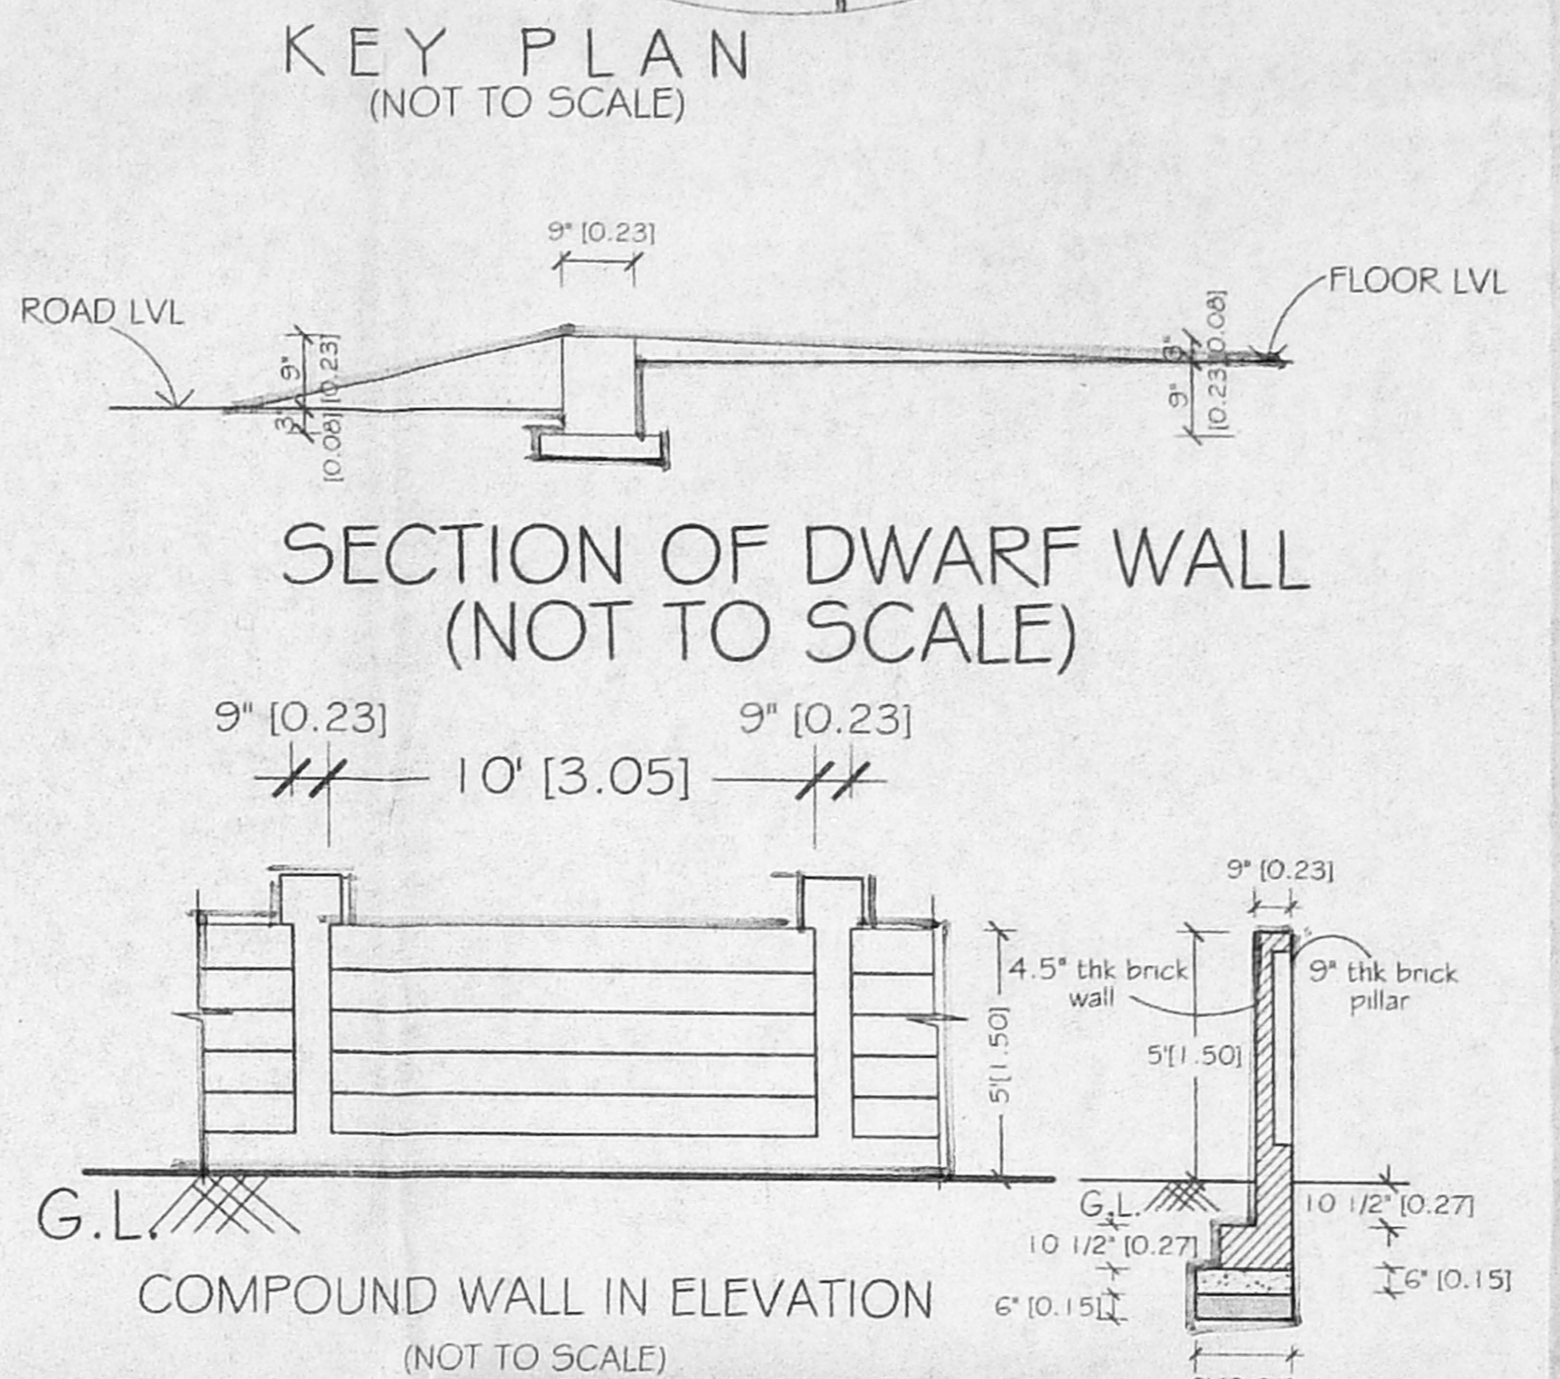 KEY PLAN
(NOT TO SCALE)
9" [0.23]
ROAD LVL
FLOOR LVL
9"
[0.23]
3"
[0.08]
3"
[0.08]
9"
[0.23]
SECTION OF DWARF WALL
(NOT TO SCALE)
9" [0.23]
9" [0.23]
10' [3.05]
9" [0.23]
4.5" thk brick
wall
9" thk brick
pillar
5'[1.50]
5'[1.50]
G.L.
G.L.
10 1/2" [0.27]
10 1/2" [0.27]
6" [0.15]
6" [0.15]
COMPOUND WALL IN ELEVATION
(NOT TO SCALE)